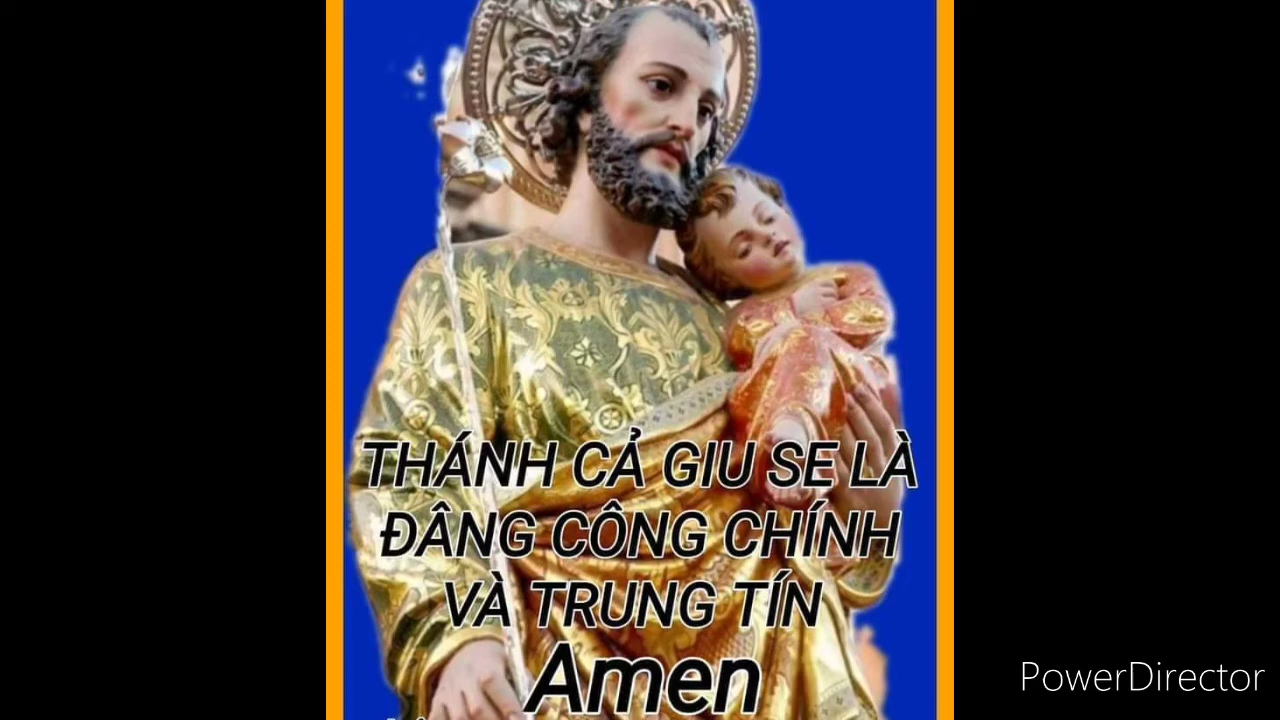 THÁNH CẢ GIU SE LÀ
ĐÂNG CÔNG CHÍNH
VÀ TRUNG TÍN
Amen
PowerDirector